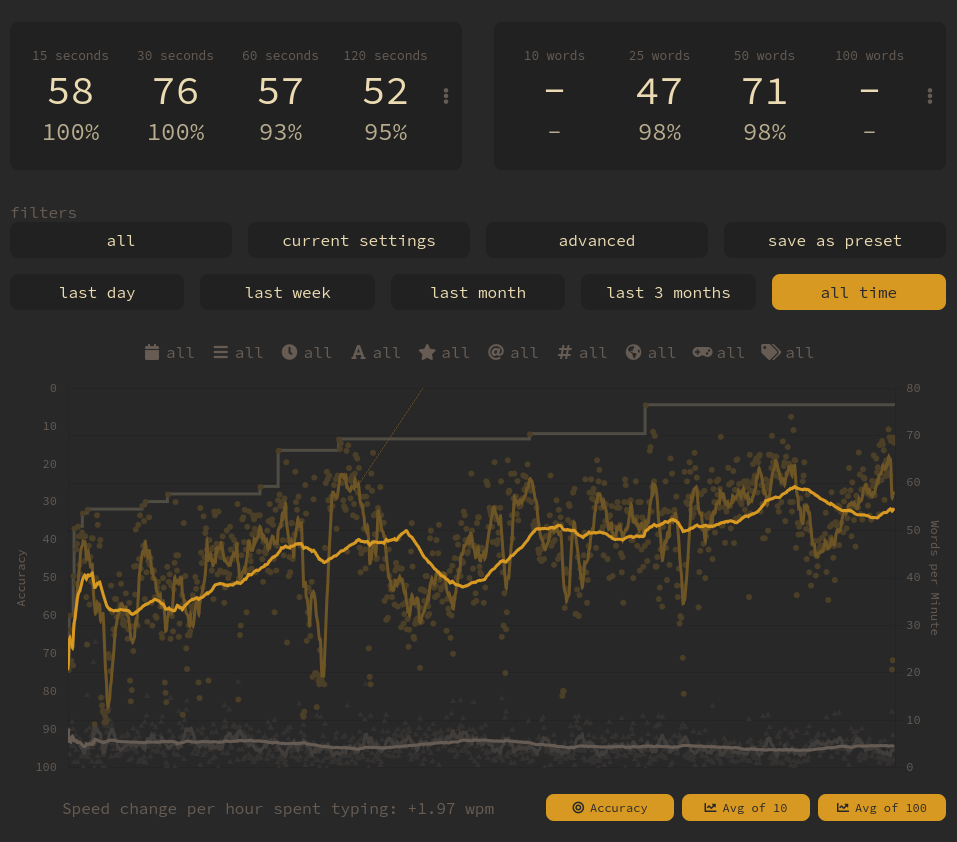 15 seconds 30 seconds 60 seconds 120 seconds
58 76 57 52
100% 100% 93% 95%
10 words 25 words 50 words 100 words
- 47 71 -
- 98% 98% -
filters
all current settings advanced save as preset
last day last week last month last 3 months all time
all all A all all all @ all # all all all all
0 80
10
70
20
60
30
50
40
50 40
60
30
70
20
80
90 10
100 0
Accuracy
Words per Minute
Speed change per hour spent typing: +1.97 wpm
Accuracy Avg of 10 Avg of 100